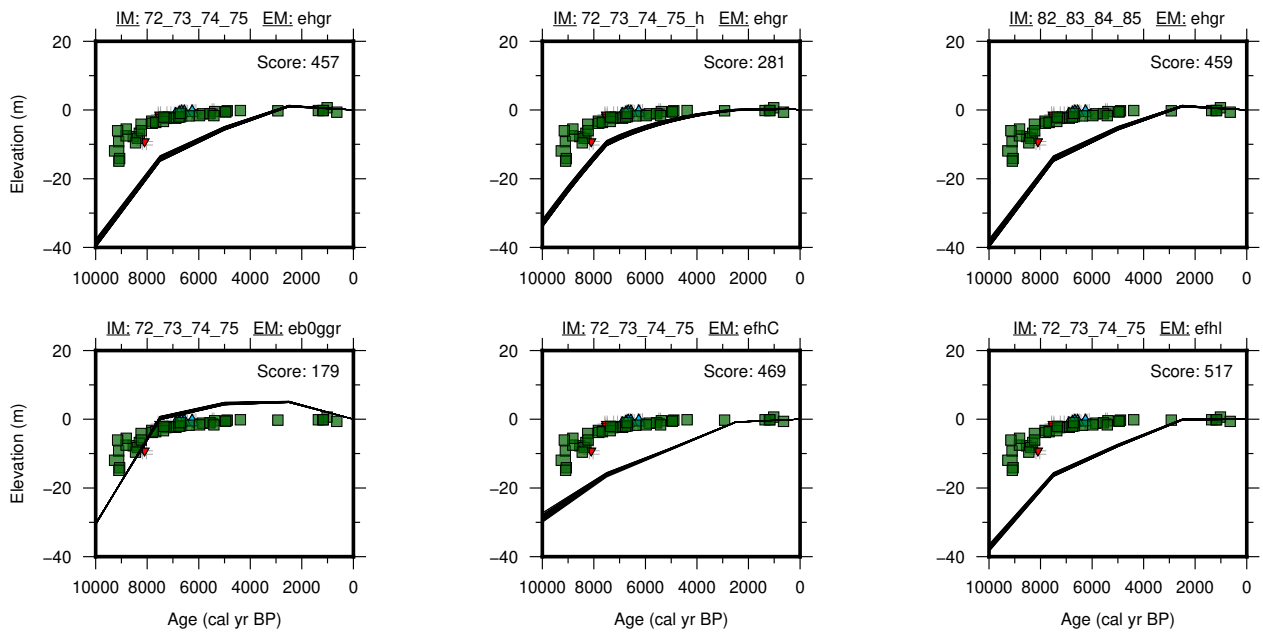 IM: 72_73_74_75 EM: ehgr
IM: 72_73_74_75_h EM: ehgr
IM: 82_83_84_85 EM: ehgr
Score: 457
Score: 281
Score: 459
Elevation (m)
20
0
−20
−40
10000 8000 6000 4000 2000 0
20
0
−20
−40
10000 8000 6000 4000 2000 0
20
0
−20
−40
10000 8000 6000 4000 2000 0
IM: 72_73_74_75 EM: eb0ggr
IM: 72_73_74_75 EM: efhC
IM: 72_73_74_75 EM: efhI
Score: 179
Score: 469
Score: 517
Elevation (m)
20
0
−20
−40
10000 8000 6000 4000 2000 0
Age (cal yr BP)
20
0
−20
−40
10000 8000 6000 4000 2000 0
Age (cal yr BP)
20
0
−20
−40
10000 8000 6000 4000 2000 0
Age (cal yr BP)